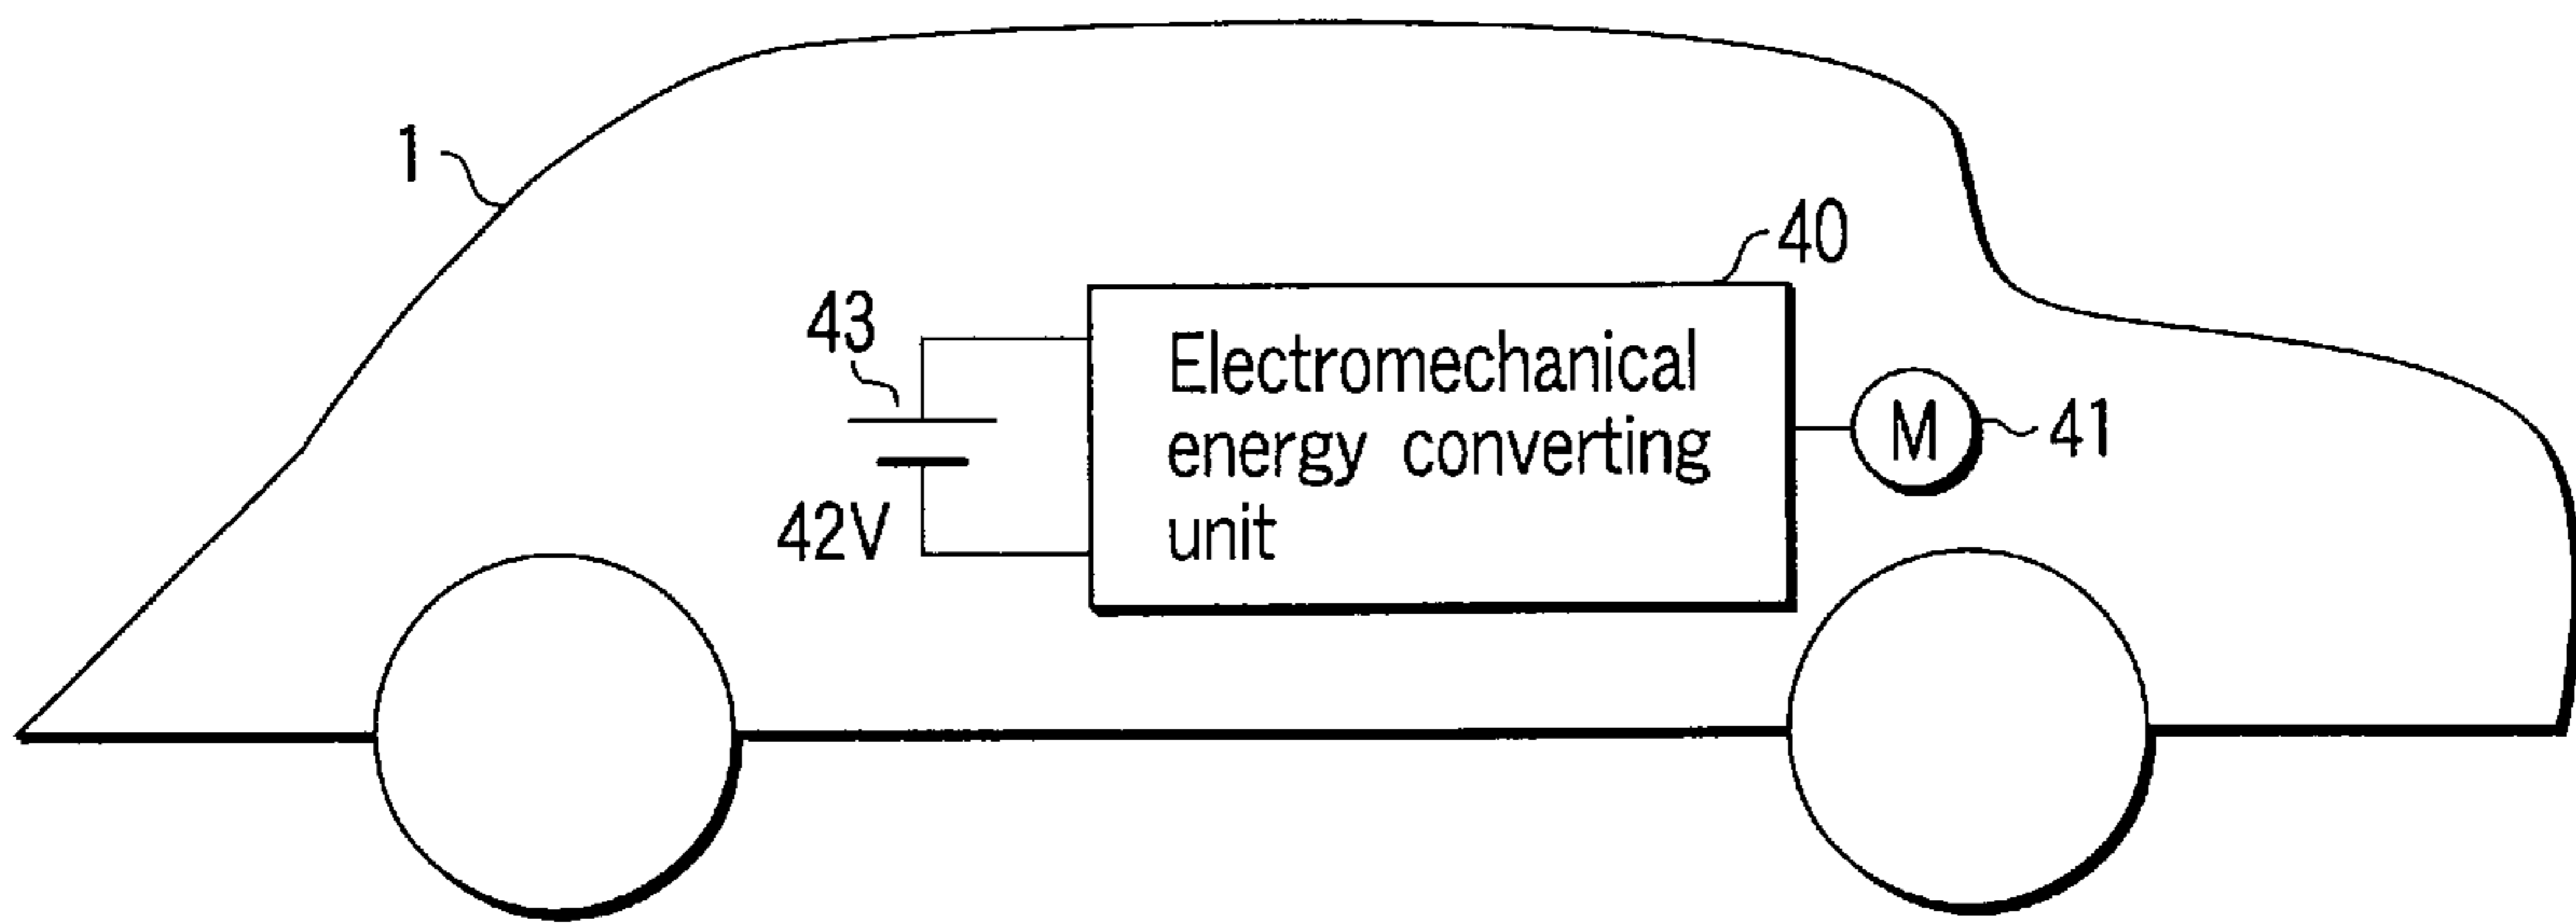 1
40
43
Electromechanical
energy converting
unit
M
41
42V